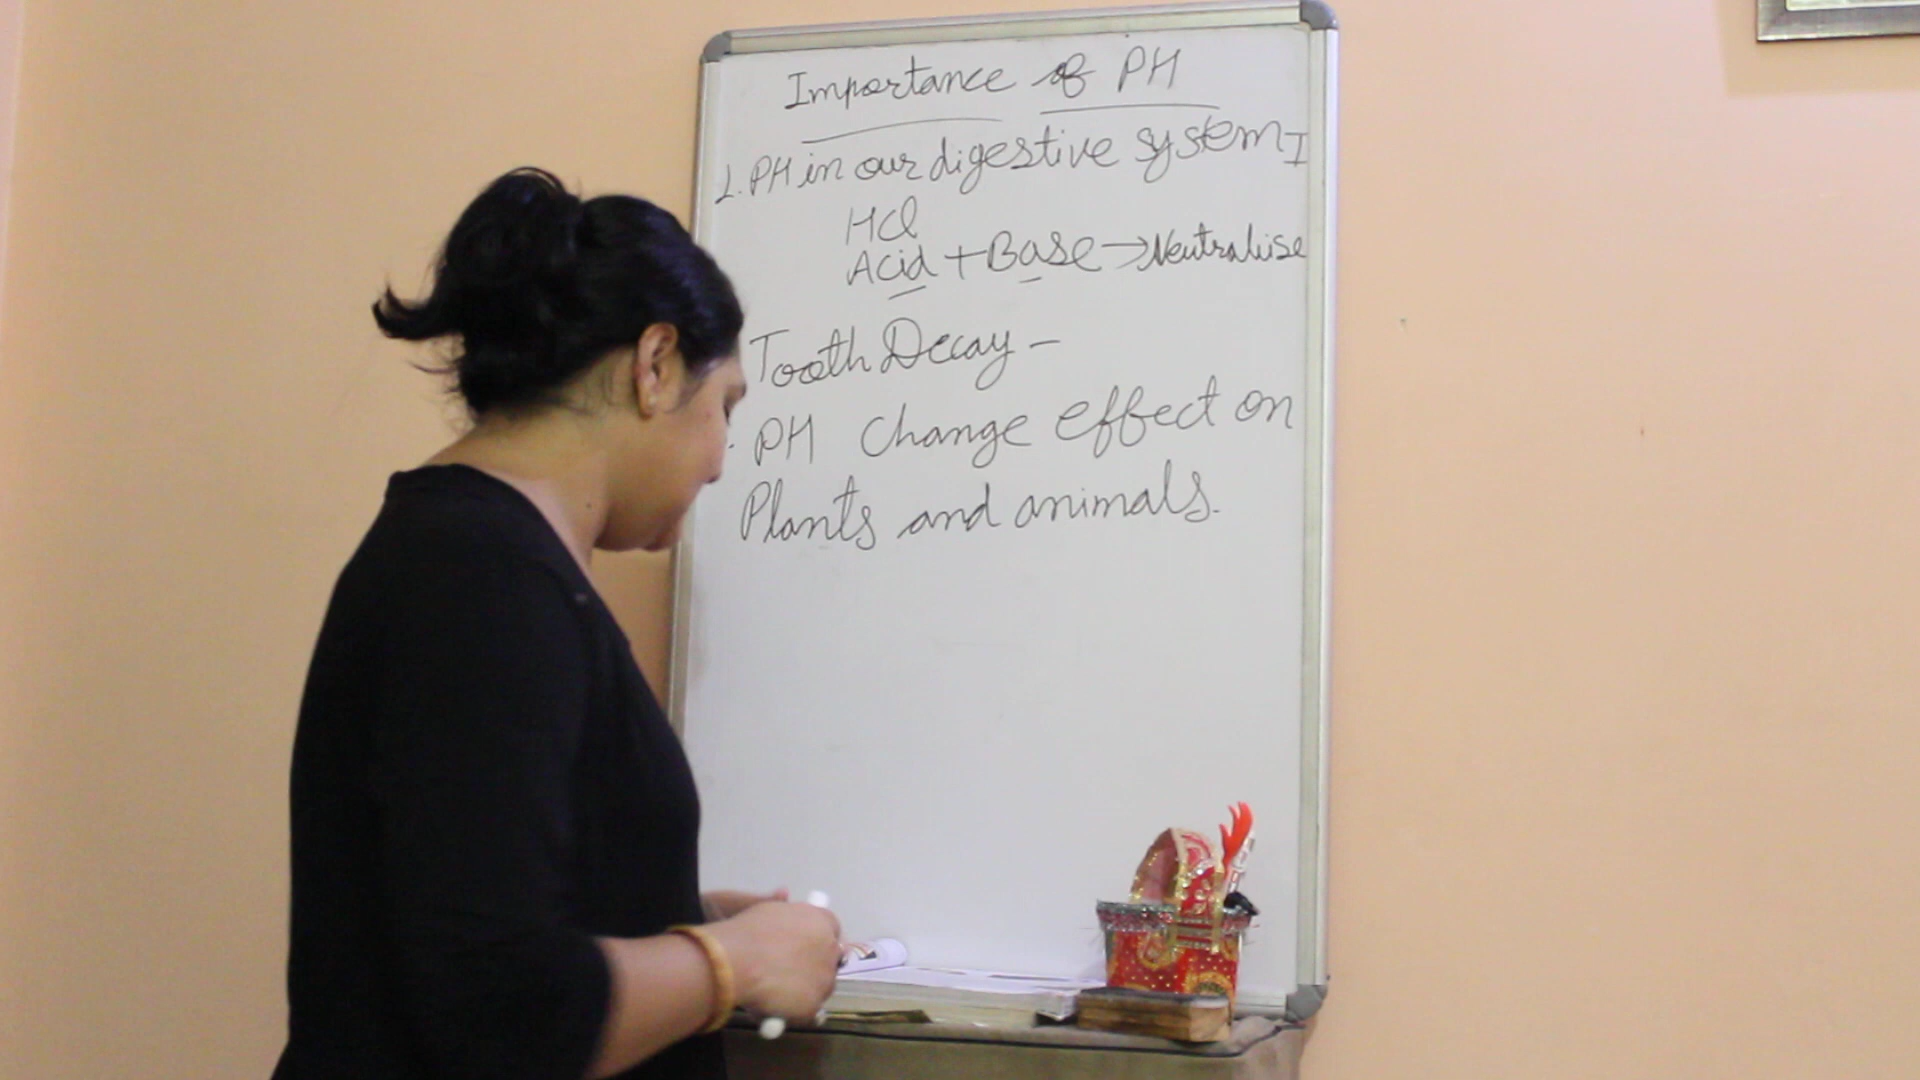 Importance of PH
1. PH in our digestive system I
HCl
Acid + Base → Neutralise
Tooth Decay -
PH Change effect on
Plants and animals.